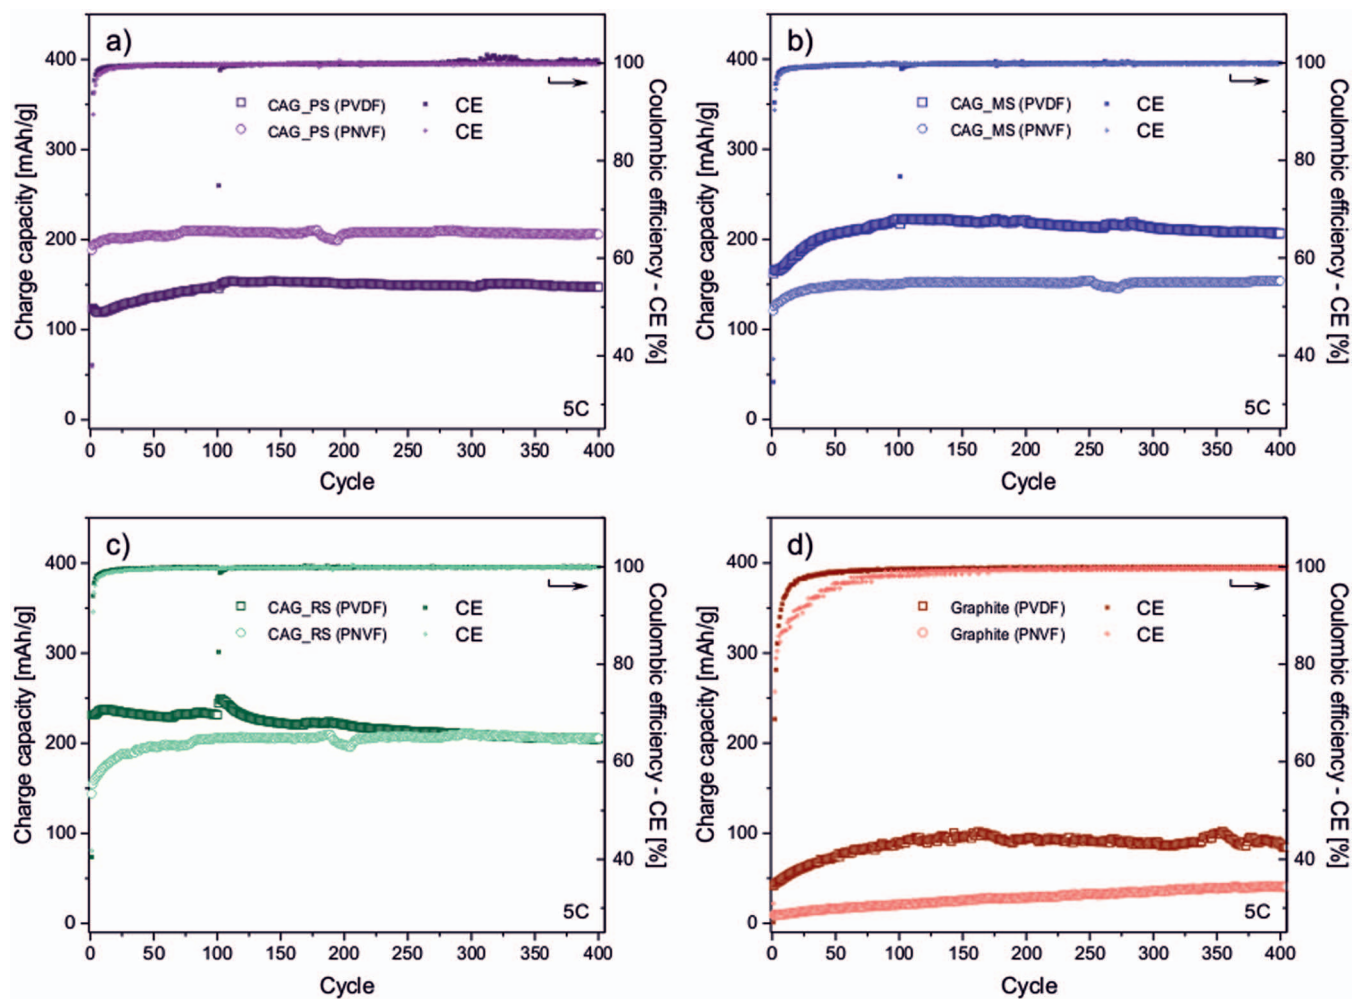 a)
400
300
200
100
0
Charge capacity [mAh/g]
CAG_PS (PVDF) CE
CAG_PS (PNVF) CE
100
80
60
40
Coulombic efficiency - CE [%]
5C
0 50 100 150 200 250 300 350 400
Cycle
b)
400
300
200
100
0
Charge capacity [mAh/g]
CAG_MS (PVDF) CE
CAG_MS (PNVF) CE
100
80
60
40
Coulombic efficiency - CE [%]
5C
0 50 100 150 200 250 300 350 400
Cycle
c)
400
300
200
100
0
Charge capacity [mAh/g]
CAG_RS (PVDF) CE
CAG_RS (PNVF) CE
100
80
60
40
Coulombic efficiency - CE [%]
5C
0 50 100 150 200 250 300 350 400
Cycle
d)
400
300
200
100
0
Charge capacity [mAh/g]
Graphite (PVDF) CE
Graphite (PNVF) CE
100
80
60
40
Coulombic efficiency - CE [%]
5C
0 50 100 150 200 250 300 350 400
Cycle